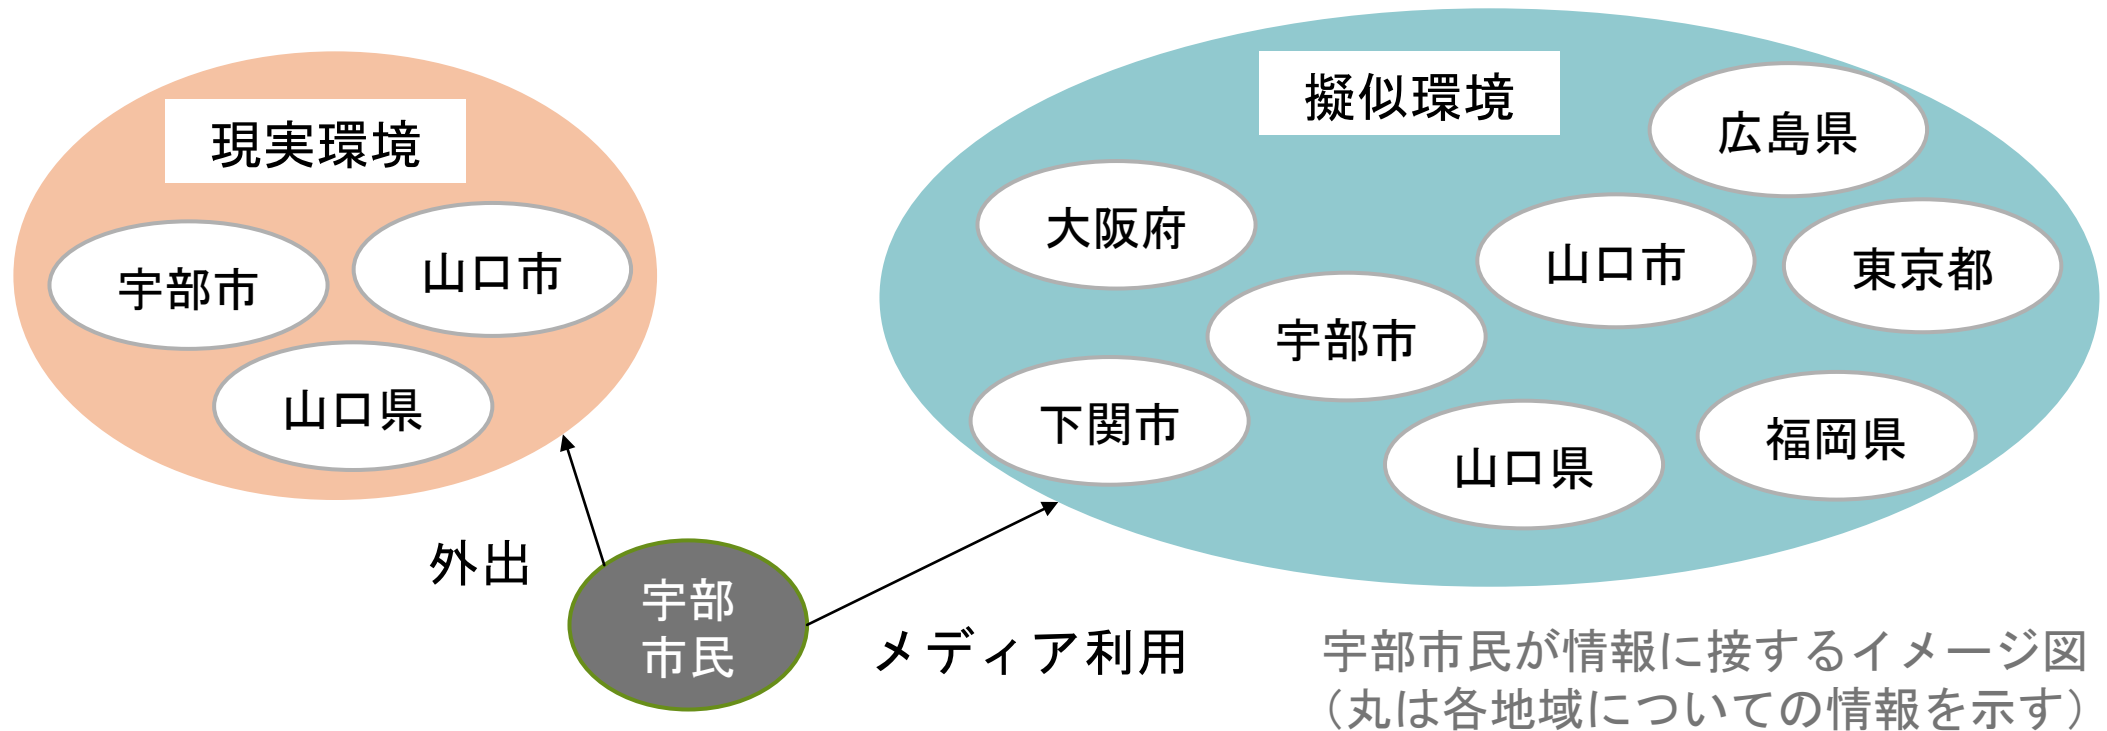 現実環境
宇部市
山口市
山口県
擬似環境
広島県
大阪府
山口市
東京都
宇部市
下関市
山口県
福岡県
外出
宇部
市民
メディア利用
宇部市民が情報に接するイメージ図
（丸は各地域についての情報を示す）